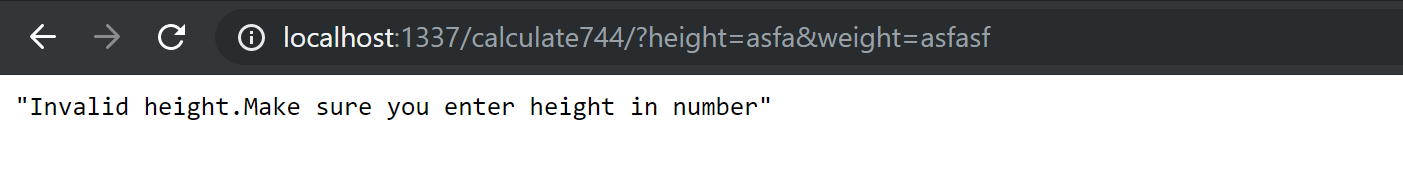 localhost:1337/calculate744/?height=asfa&weight=asfasf
"Invalid height.Make sure you enter height in number"